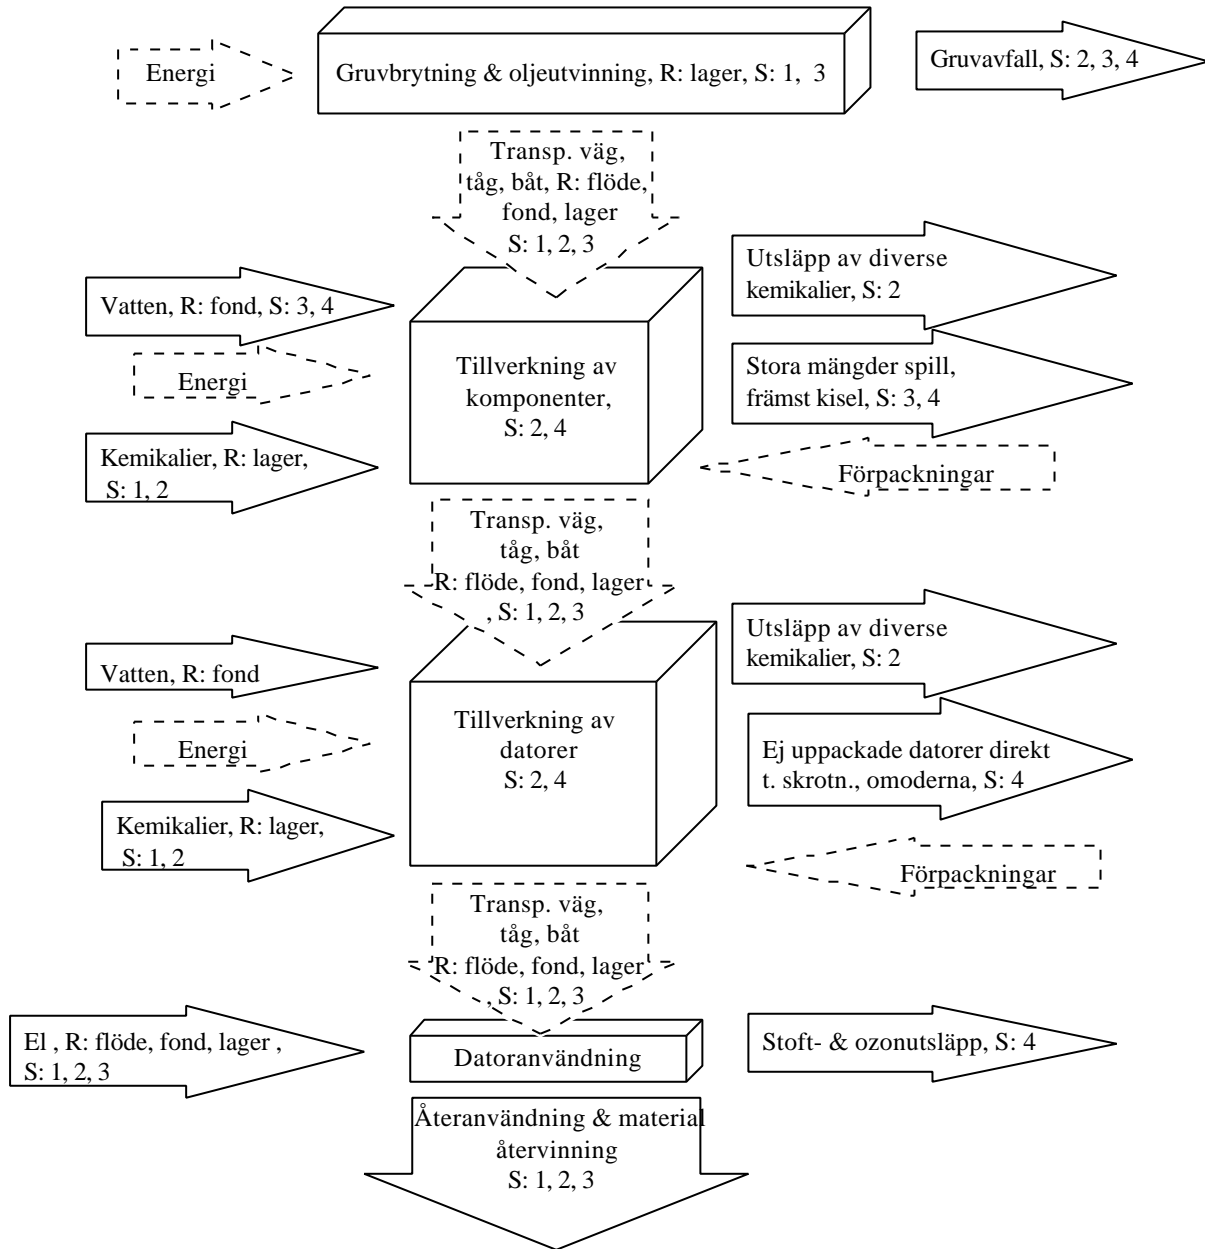 Energi
Gruvbrytning & oljeutvinning, R: lager, S: 1, 3
Gruvavfall, S: 2, 3, 4
Transp. väg,
tåg, båt, R: flöde,
fond, lager
S: 1, 2, 3
Vatten, R: fond, S: 3, 4
Energi
Kemikalier, R: lager,
S: 1, 2
Tillverkning av
komponenter,
S: 2, 4
Utsläpp av diverse
kemikalier, S: 2
Stora mängder spill,
främst kisel, S: 3, 4
Förpackningar
Transp. väg,
tåg, båt
R: flöde, fond, lager
, S: 1, 2, 3
Vatten, R: fond
Energi
Kemikalier, R: lager,
S: 1, 2
Tillverkning av
datorer
S: 2, 4
Utsläpp av diverse
kemikalier, S: 2
Ej uppackade datorer direkt
t. skrotn., omoderna, S: 4
Förpackningar
Transp. väg,
tåg, båt
R: flöde, fond, lager
, S: 1, 2, 3
El , R: flöde, fond, lager ,
S: 1, 2, 3
Datoranvändning
Stoft- & ozonutsläpp, S: 4
Återanvändning & material
återvinning
S: 1, 2, 3